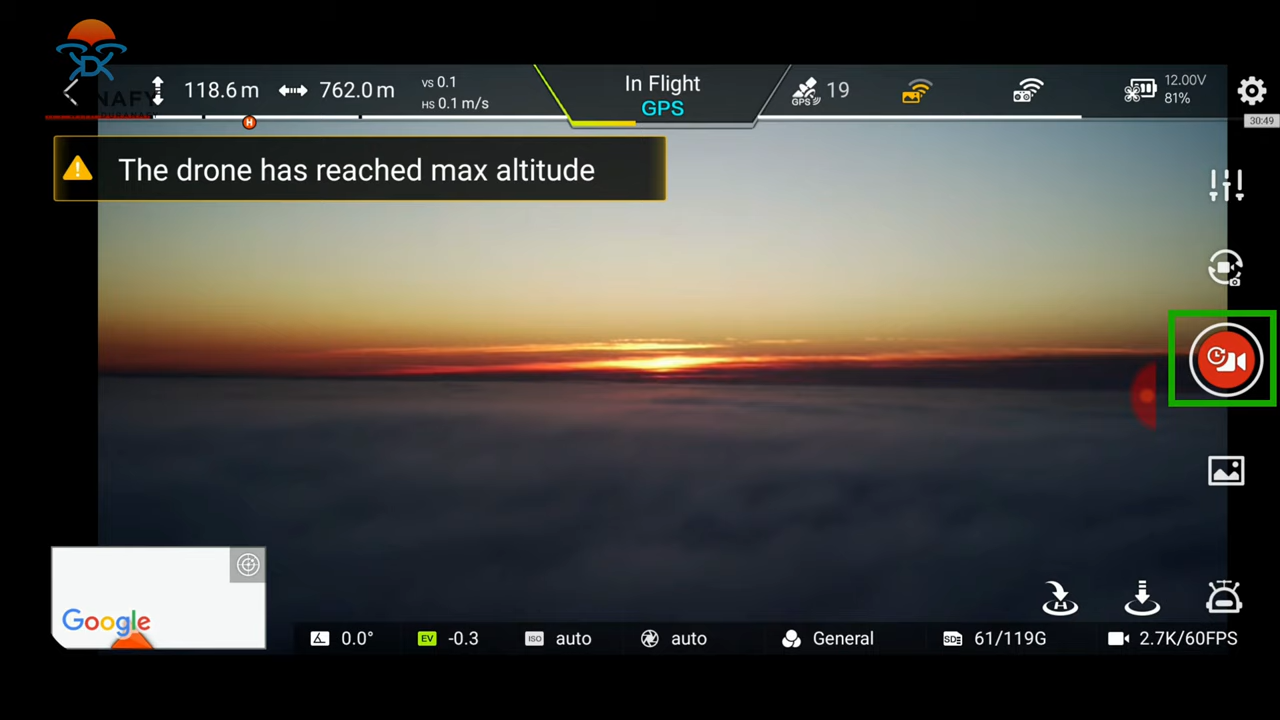 118.6 m
762.0 m
VS 0.1
HS 0.1 m/s
In Flight
GPS
GPS
19
12.00V
81%
30:49
H
The drone has reached max altitude
Google
H
0.0°
EV -0.3
ISO auto
auto
General
SD 61/119G
2.7K/60FPS